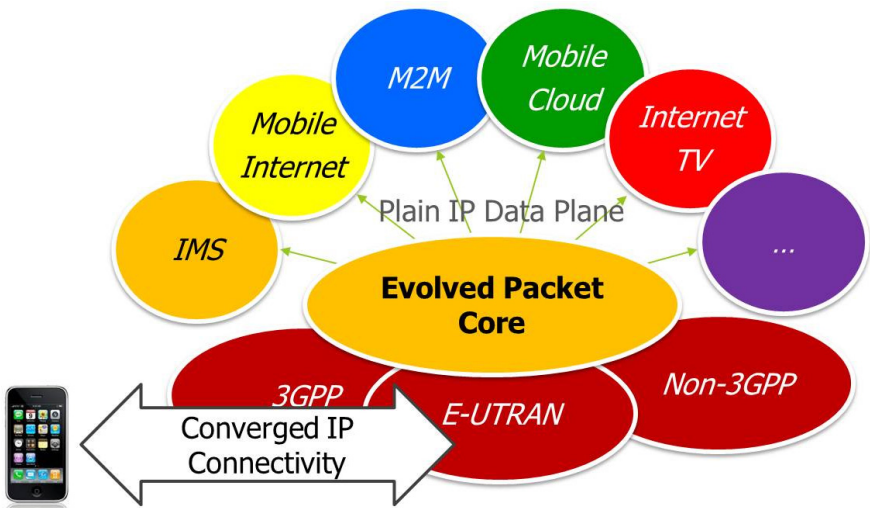 M2M
Mobile
Cloud
Mobile
Internet
Internet
TV
Plain IP Data Plane
IMS
...
Evolved Packet
Core
3GPP
E-UTRAN
Non-3GPP
Converged IP
Connectivity